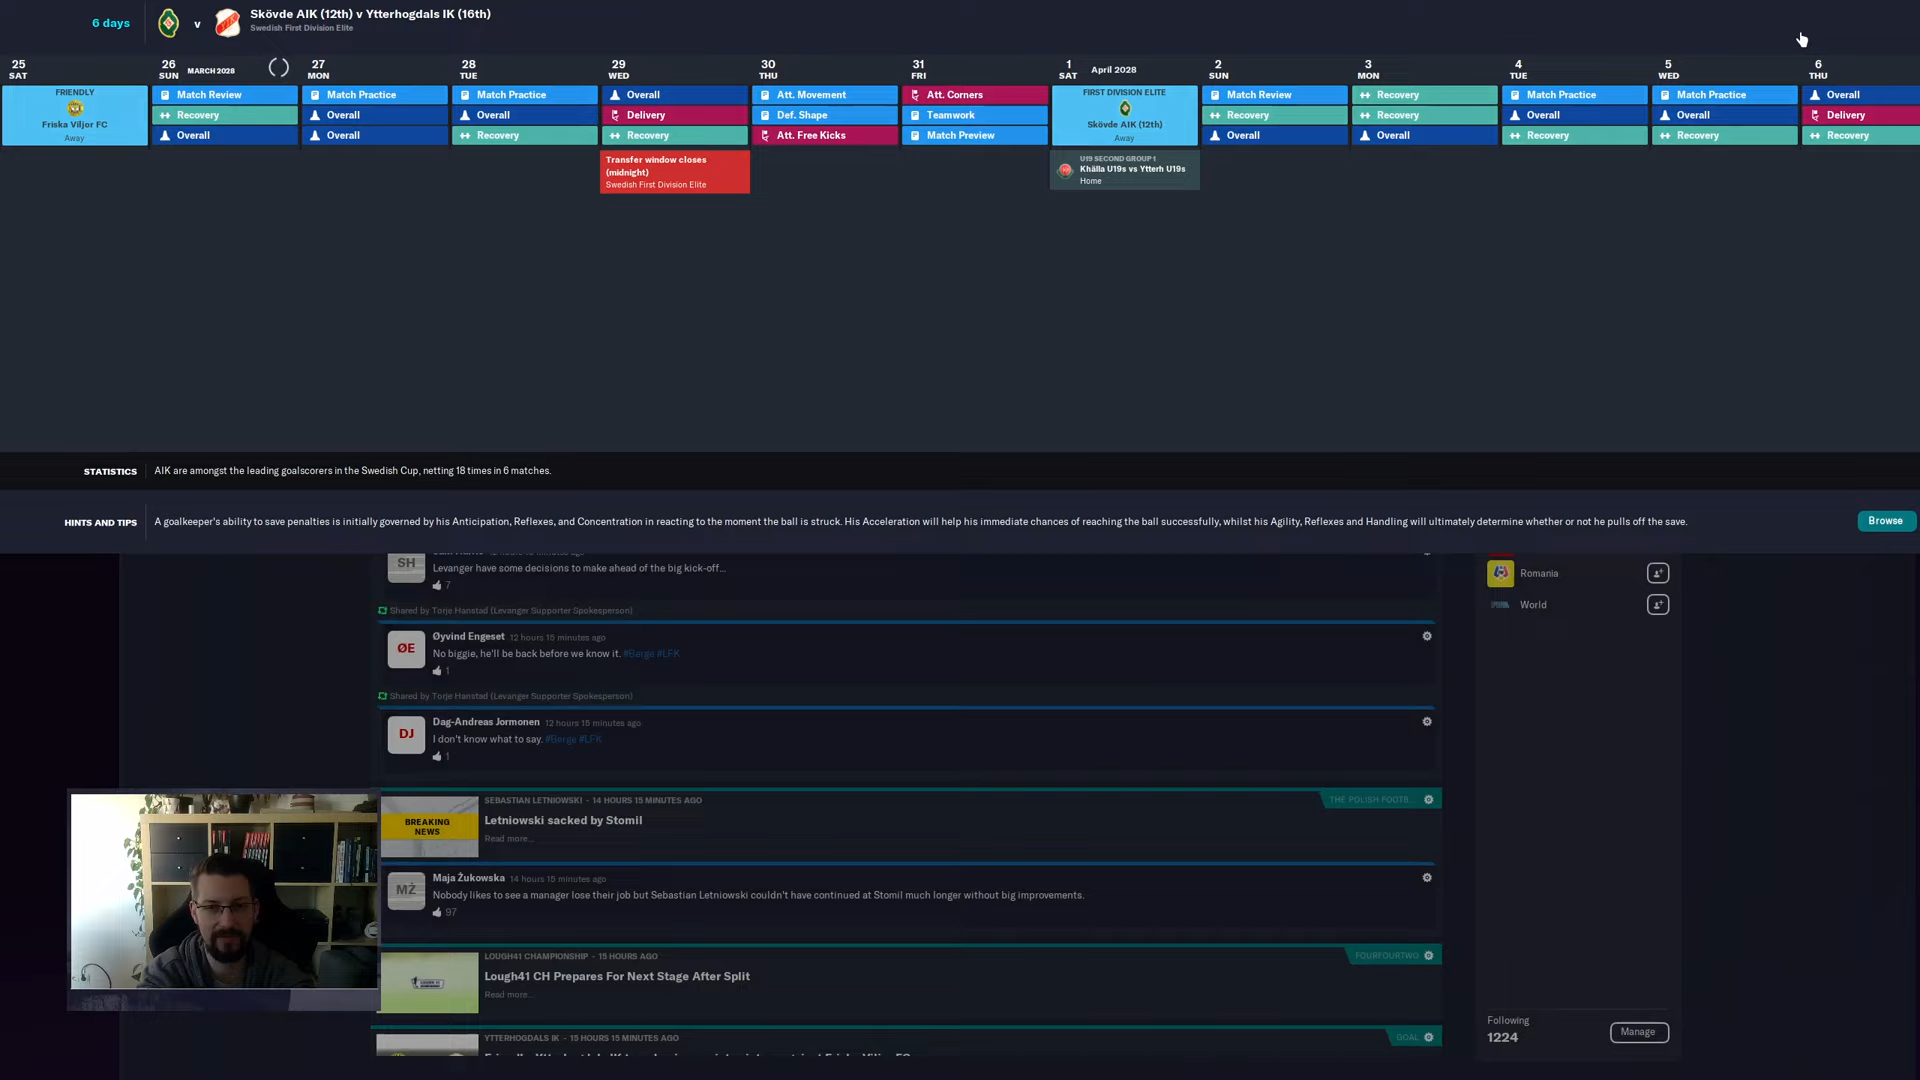 6 days
v
Skövde AIK (12th) v Ytterhogdals IK (16th)
Swedish First Division Elite
25
SAT
26
SUN
MARCH 2028
27
MON
28
TUE
29
WED
30
THU
31
FRI
1
SAT
April 2028
2
SUN
3
MON
4
TUE
5
WED
6
THU
FRIENDLY
Friska Viljor FC
Away
Match Review
Recovery
Overall
Match Practice
Overall
Overall
Match Practice
Overall
Recovery
Overall
Delivery
Recovery
Transfer window closes
(midnight)
Swedish First Division Elite
Att. Movement
Def. Shape
Att. Free Kicks
Att. Corners
Teamwork
Match Preview
FIRST DIVISION ELITE
Skövde AIK (12th)
Away
U19 SECOND GROUP 1
Khälla U19s vs Ytterh U19s
Home
Match Review
Recovery
Overall
Recovery
Recovery
Overall
Match Practice
Overall
Recovery
Match Practice
Overall
Recovery
Overall
Delivery
Recovery
STATISTICS
AIK are amongst the leading goalscorers in the Swedish Cup, netting 18 times in 6 matches.
HINTS AND TIPS
A goalkeeper's ability to save penalties is initially governed by his Anticipation, Reflexes, and Concentration in reacting to the moment the ball is struck. His Acceleration will help his immediate chances of reaching the ball successfully, whilst his Agility, Reflexes and Handling will ultimately determine whether or not he pulls off the save.
Browse
SH
Levanger have some decisions to make ahead of the big kick-off...
7
Shared by Torje Hanstad (Levanger Supporter Spokesperson)
ØE
Øyvind Engeset 12 hours 15 minutes ago
No biggie, he'll be back before we know it. #Berge #LFK
1
Shared by Torje Hanstad (Levanger Supporter Spokesperson)
DJ
Dag-Andreas Jormonen 12 hours 15 minutes ago
I don't know what to say. #Berge #LFK
1
BREAKING
NEWS
SEBASTIAN LETNIOWSKI - 14 HOURS 15 MINUTES AGO
THE POLISH FOOTB...
Letniowski sacked by Stomil
Read more...
MŻ
Maja Żukowska 14 hours 15 minutes ago
Nobody likes to see a manager lose their job but Sebastian Letniowski couldn't have continued at Stomil much longer without big improvements.
97
LOUGH41 CHAMPIONSHIP - 15 HOURS AGO
FOURFOURTWO
Lough41 CH Prepares For Next Stage After Split
Read more...
YTTERHOGDALS IK - 15 HOURS 15 MINUTES AGO
GOAL
Romania
World
Following
1224
Manage